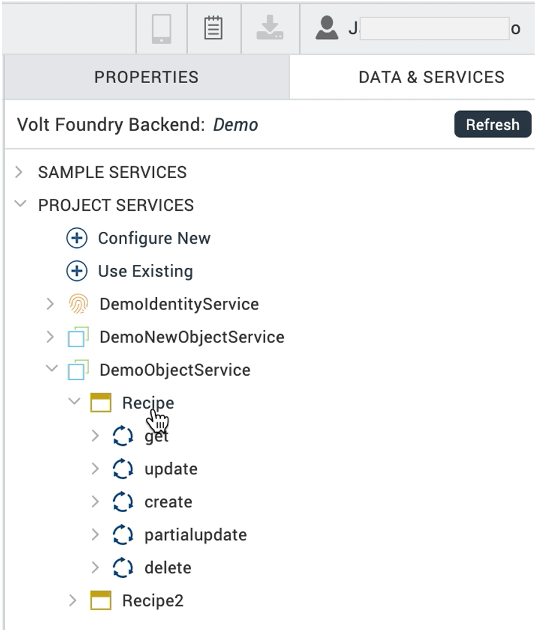 J o
PROPERTIES DATA & SERVICES
Volt Foundry Backend: Demo Refresh
SAMPLE SERVICES
PROJECT SERVICES
Configure New
Use Existing
DemoIdentityService
DemoNewObjectService
DemoObjectService
Recipe
get
update
create
partialupdate
delete
Recipe2